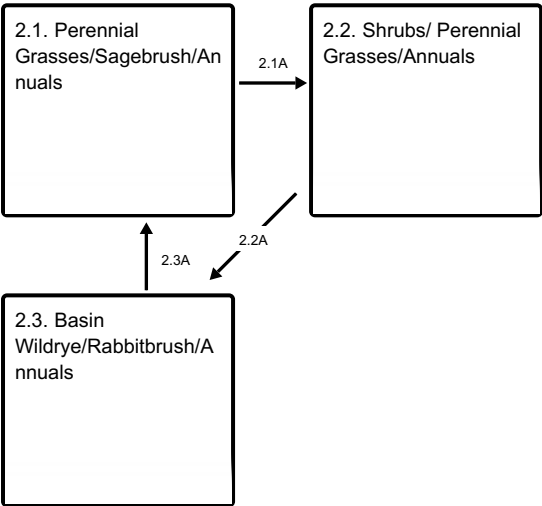 2.1. Perennial
Grasses/Sagebrush/An
nuals
2.1A
2.2. Shrubs/ Perennial
Grasses/Annuals
2.2A
2.3A
2.3. Basin
Wildrye/Rabbitbrush/A
nnuals